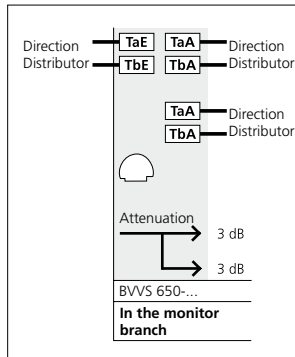 Direction TaE TaA Direction
Distributor TbE TbA Distributor
TaA Direction
TbA Distributor
Attenuation
3 dB
3 dB
BVVS 650-...
In the monitor
branch